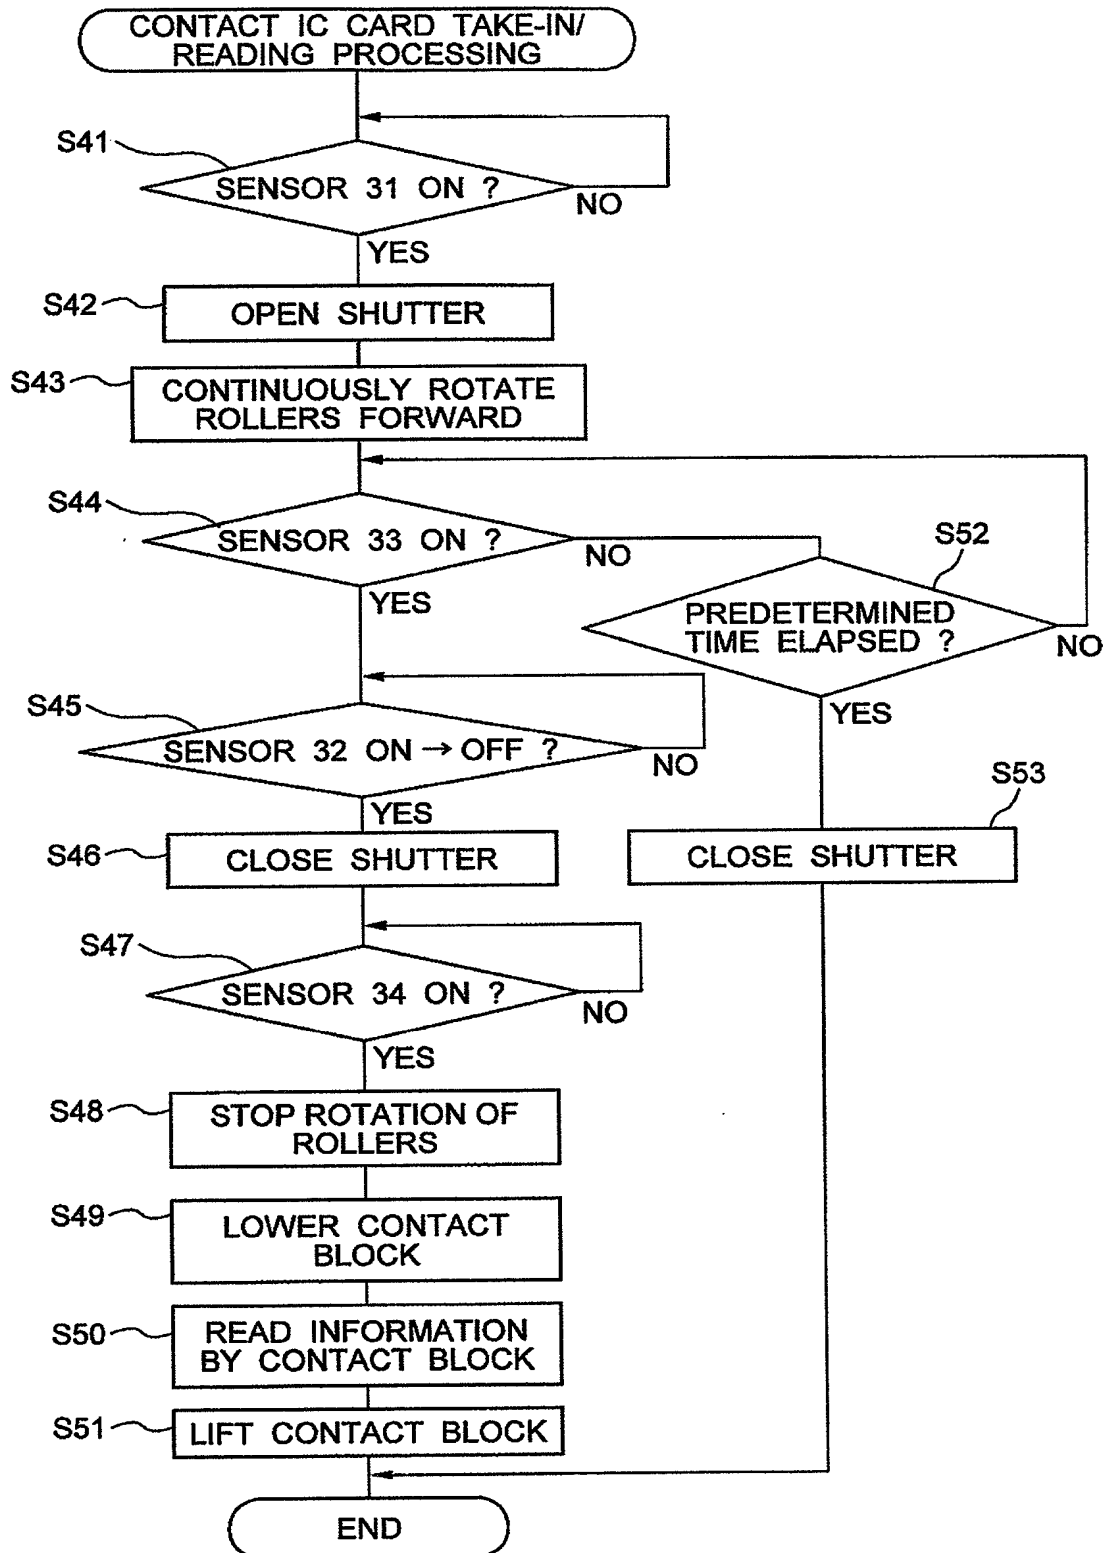 CONTACT IC CARD TAKE-IN/
READING PROCESSING
S41
SENSOR 31 ON ?
NO
YES
S42
OPEN SHUTTER
S43
CONTINUOUSLY ROTATE
ROLLERS FORWARD
S44
SENSOR 33 ON ?
NO
YES
S52
PREDETERMINED
TIME ELAPSED ?
NO
YES
S45
SENSOR 32 ON → OFF ?
NO
YES
S46
CLOSE SHUTTER
S53
CLOSE SHUTTER
S47
SENSOR 34 ON ?
NO
YES
S48
STOP ROTATION OF
ROLLERS
S49
LOWER CONTACT
BLOCK
S50
READ INFORMATION
BY CONTACT BLOCK
S51
LIFT CONTACT BLOCK
END